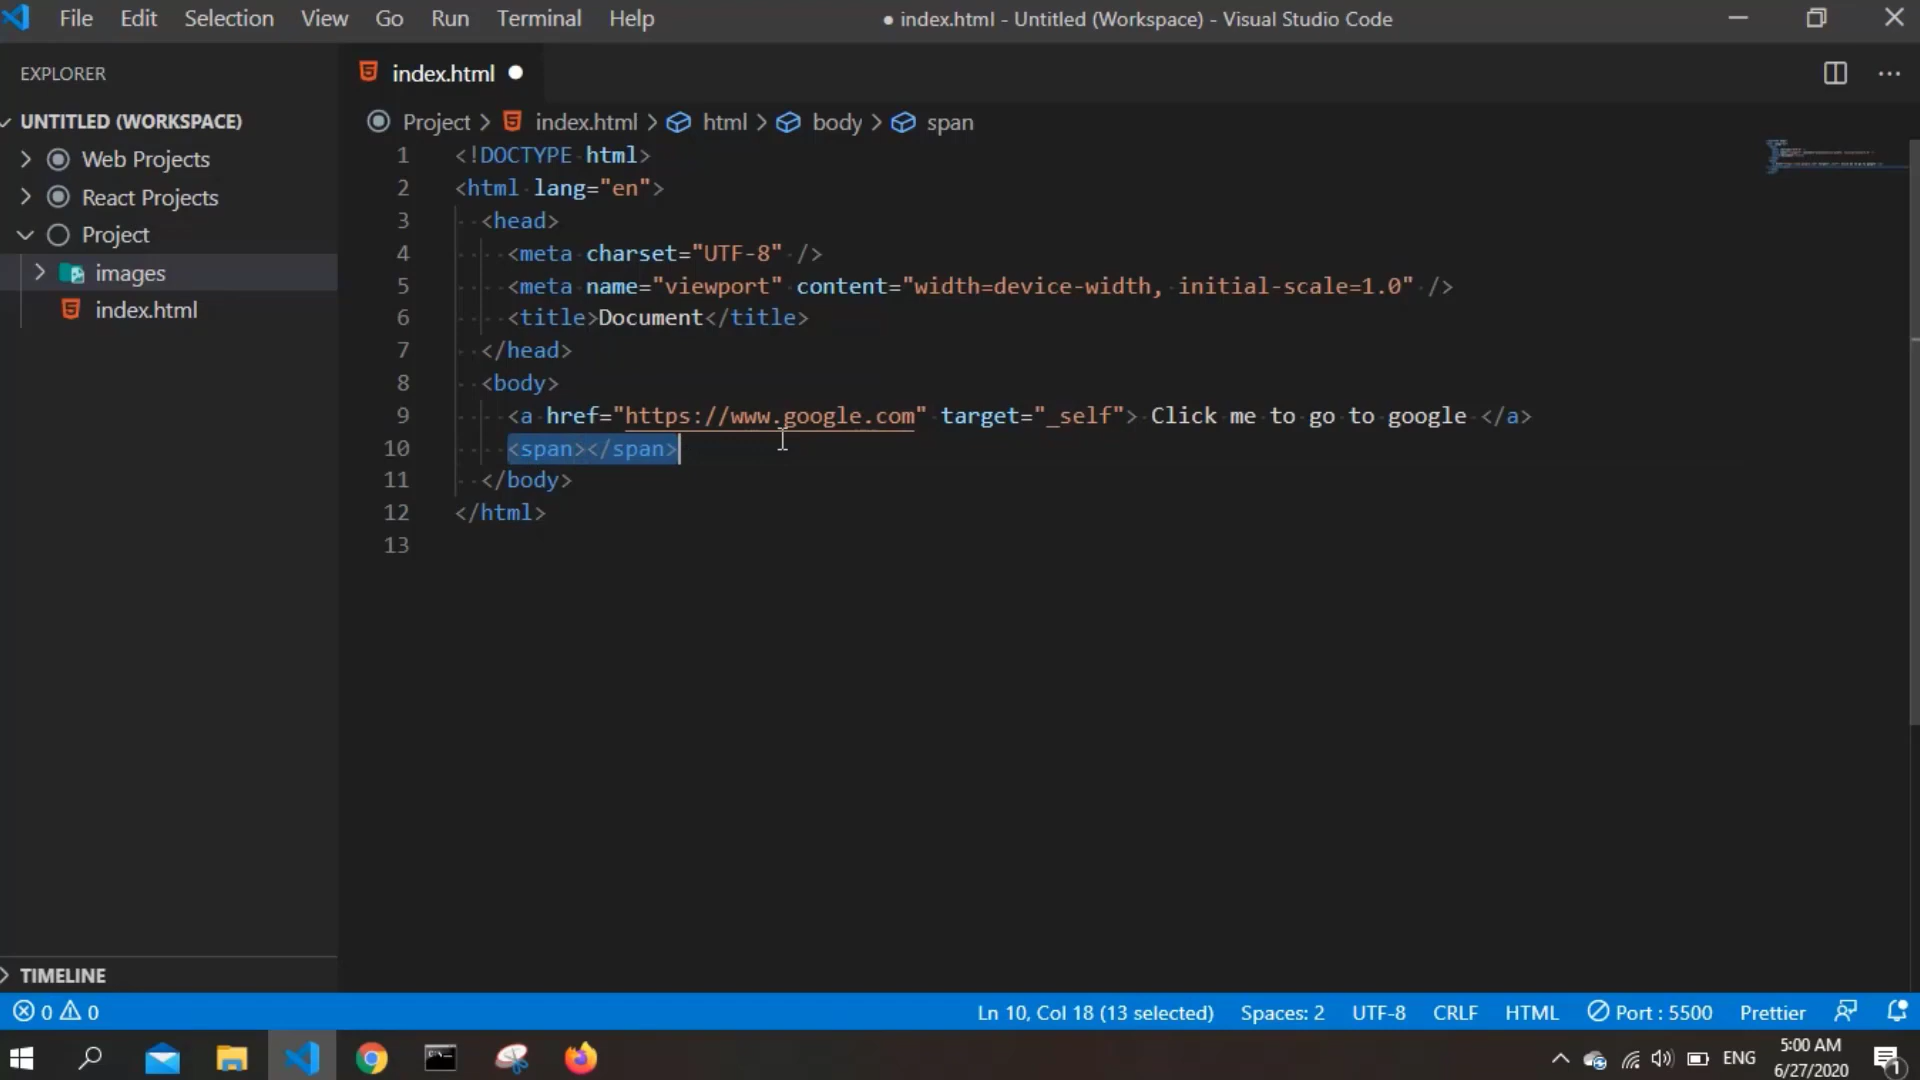 File Edit Selection View Go Run Terminal Help
● index.html - Untitled (Workspace) - Visual Studio Code
EXPLORER
UNTITLED (WORKSPACE)
Web Projects
React Projects
Project
images
index.html
TIMELINE
index.html
Project > index.html > html > body > span
1 <!DOCTYPE html>
2 <html lang="en">
3 <head>
4 <meta charset="UTF-8" />
5 <meta name="viewport" content="width=device-width, initial-scale=1.0" />
6 <title>Document</title>
7 </head>
8 <body>
9 <a href="https://www.google.com" target="_self"> Click me to go to google </a>
10 <span></span>
11 </body>
12 </html>
13
0 0
Ln 10, Col 18 (13 selected) Spaces: 2 UTF-8 CRLF HTML Port : 5500 Prettier
ENG
5:00 AM
6/27/2020
1